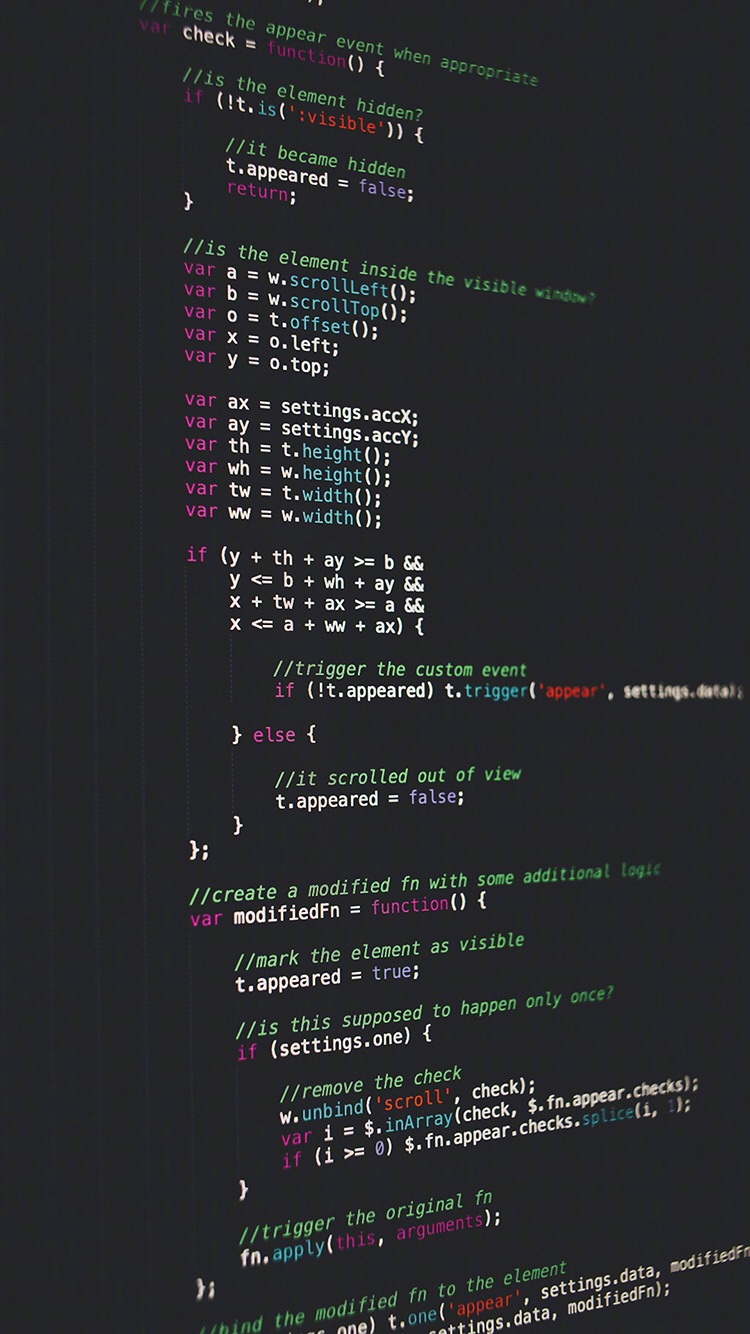 //fires the appear event when appropriate
var check = function() {
//is the element hidden?
if (!t.is(':visible')) {
//it became hidden
t.appeared = false;
return;
}
//is the element inside the visible window?
var a = w.scrollLeft();
var b = w.scrollTop();
var o = t.offset();
var x = o.left;
var y = o.top;
var ax = settings.accX;
var ay = settings.accY;
var th = t.height();
var wh = w.height();
var tw = t.width();
var ww = w.width();
if (y + th + ay >= b &&
y <= b + wh + ay &&
x + tw + ax >= a &&
x <= a + ww + ax) {
//trigger the custom event
if (!t.appeared) t.trigger('appear', settings.data);
} else {
//it scrolled out of view
t.appeared = false;
}
};
//create a modified fn with some additional logic
var modifiedFn = function() {
//mark the element as visible
t.appeared = true;
//is this supposed to happen only once?
if (settings.one) {
//remove the check
w.unbind('scroll', check);
var i = $.inArray(check, $.fn.appear.checks);
if (i >= 0) $.fn.appear.checks.splice(i, 1);
}
//trigger the original fn
fn.apply(this, arguments);
};
//bind the modified fn to the element
one) t.one('appear', settings.data, modifiedFn
settings.data, modifiedFn);